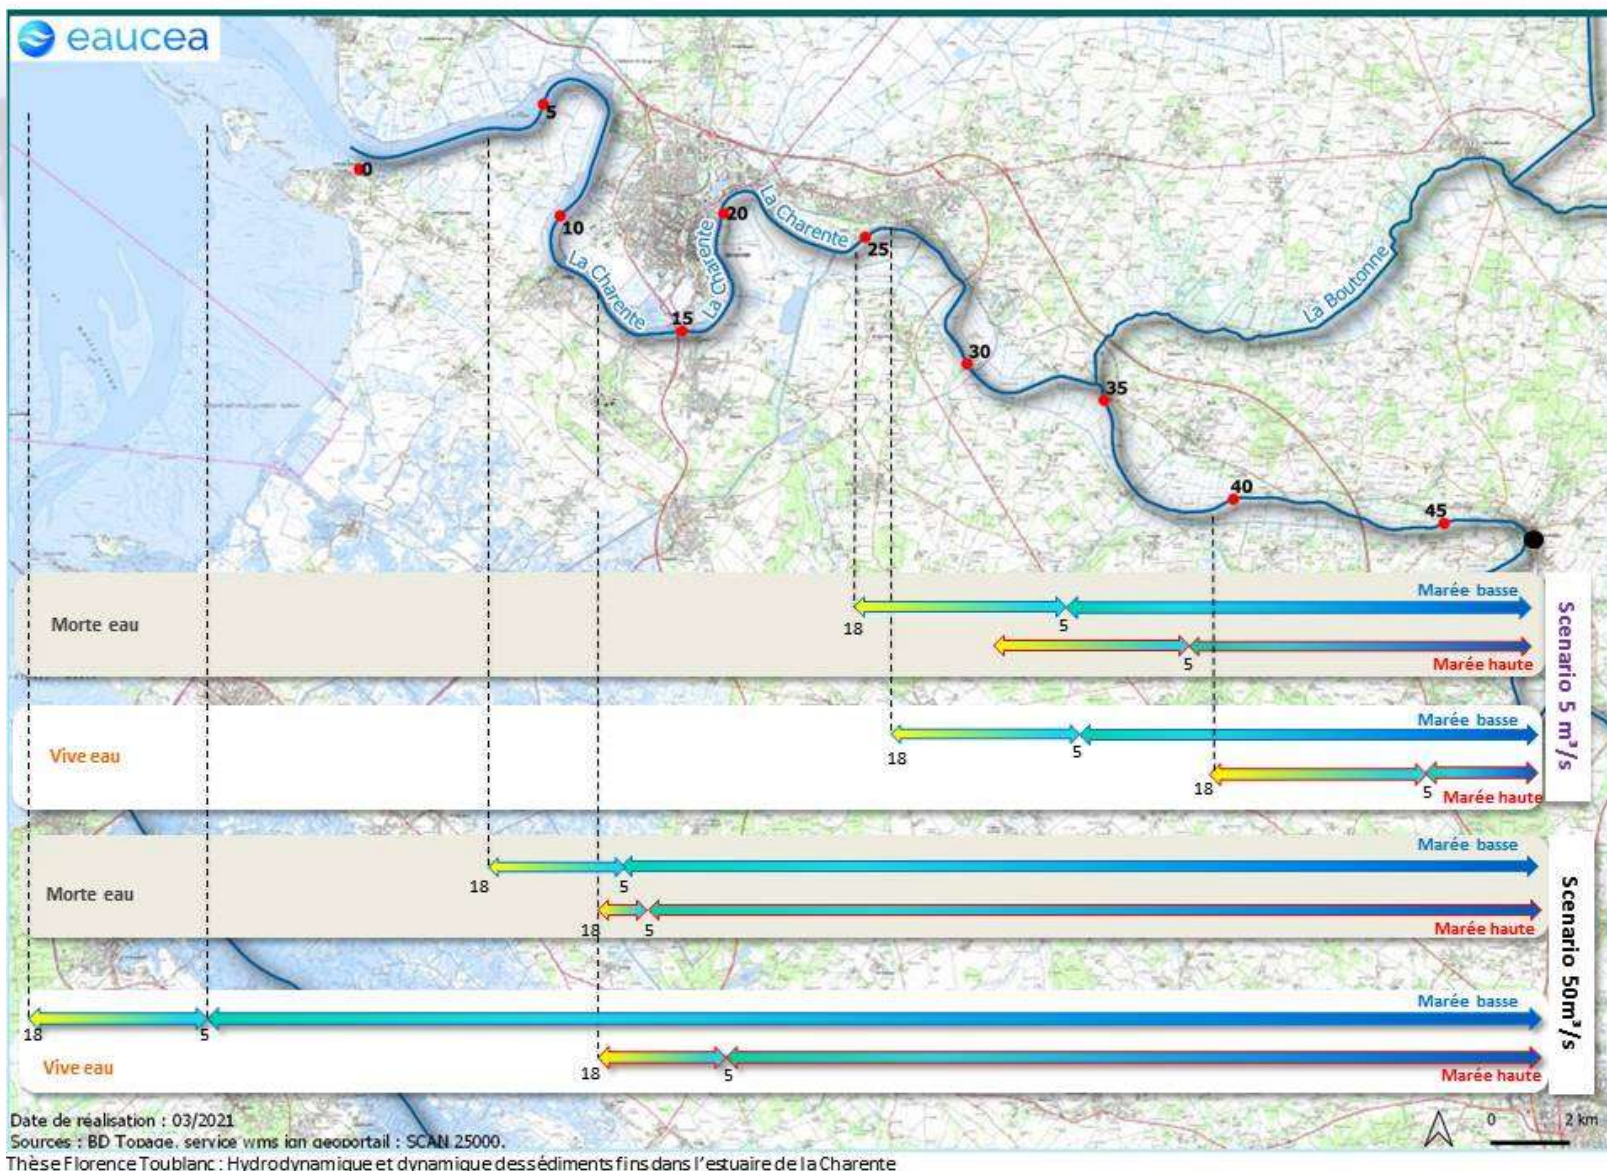 eaucea
0
5
10
La Charente
15
La Charente
20
La Charente
25
30
35
La Boutonne
40
45
Morte eau
Marée basse
18
5
5
Marée haute
Scenario 5 m³/s
Vive eau
Marée basse
18
5
18
5
Marée haute
Morte eau
Marée basse
18
5
18
5
Marée haute
Scenario 50m³/s
Vive eau
Marée basse
18
5
18
5
Marée haute
Date de réalisation : 03/2021
Sources : BD Topage, service wms ign geoportail : SCAN 25000,
Thèse Florence Toublanc : Hydrodynamique et dynamique des sédiments fins dans l'estuaire de la Charente
0 2 km